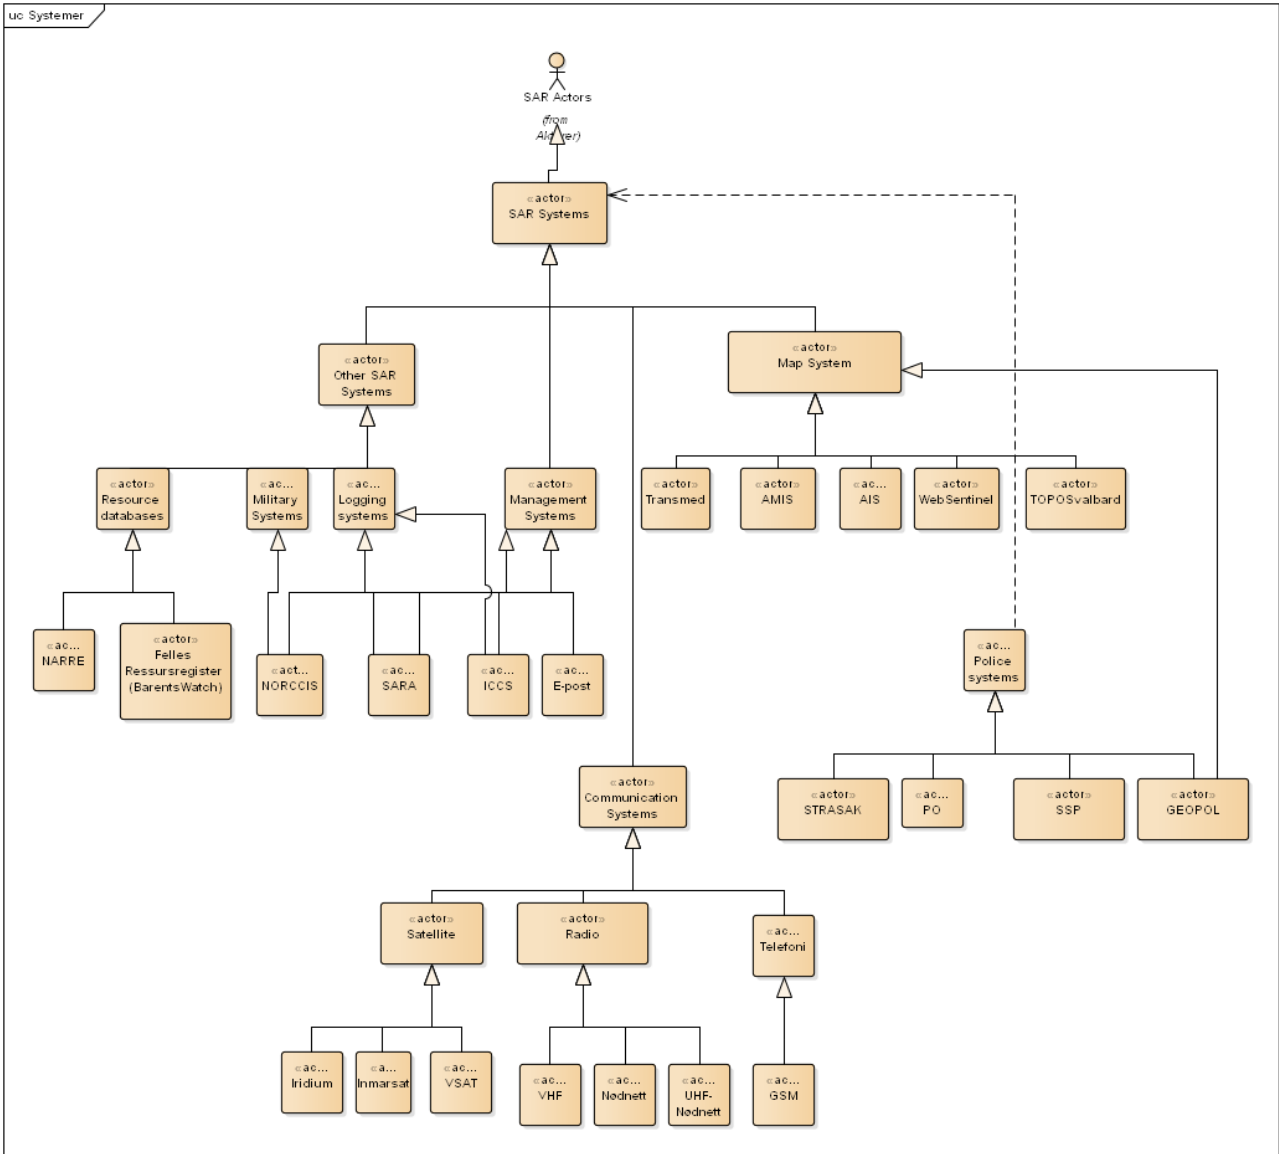 uc Systemer
SAR Actors
(from
«actor»
SAR Systems
«actor»
Other SAR
Systems
«actor»
Map System
«actor»
Resource
databases
«ac...
Military
Systems
«ac...
Logging
systems
«actor»
Management
Systems
«actor»
Transmed
«actor»
AMIS
«ac...
AIS
«actor»
WebSentinel
«actor»
TOPOSvalbard
«ac...
NARRE
«actor»
Felles
Ressursregister
(BarentsWatch)
«act...
NORCCIS
«ac...
SARA
«ac...
ICCS
«ac...
E-post
«ac...
Police
systems
«actor»
Communication
Systems
«actor»
STRASAK
«ac...
PO
«actor»
SSP
«actor»
GEOPOL
«actor»
Satellite
«actor»
Radio
«ac...
Telefoni
«ac...
Iridium
«a...
Inmarsat
«ac...
VSAT
«ac...
VHF
«ac...
Nødnett
«ac...
UHF-
Nødnett
«ac...
GSM